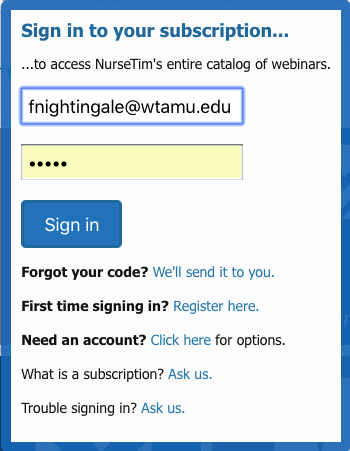 Sign in to your subscription...
...to access NurseTim's entire catalog of webinars.
fnightingale@wtamu.edu
•••••
Sign in
Forgot your code? We'll send it to you.
First time signing in? Register here.
Need an account? Click here for options.
What is a subscription? Ask us.
Trouble signing in? Ask us.